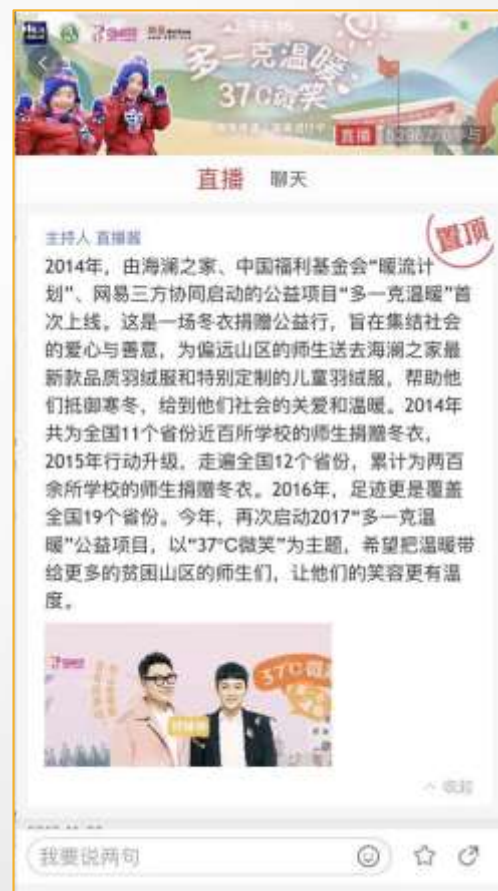 多一克温暖
37℃微笑
直播
直播 聊天
置顶
主持人 直播酱
2014年,由海澜之家、中国福利基金会“暖流计
划”、网易三方协同启动的公益项目“多一克温暖”首
次上线。这是一场冬衣捐赠公益行,旨在集结社会
的爱心与善意,为偏远山区的师生送去海澜之家最
新款品质羽绒服和特别定制的儿童羽绒服,帮助他
们抵御寒冬,给到他们社会的关爱和温暖。2014年
共为全国11个省份近百所学校的师生捐赠冬衣,
2015年行动升级,走遍全国12个省份,累计为两百
余所学校的师生捐赠冬衣。2016年,足迹更是覆盖
全国19个省份。今年,再次启动2017“多一克温
暖”公益项目,以“37°C微笑”为主题,希望把温暖带
给更多的贫困山区的师生们,让他们的笑容更有温
度。
37℃微
收起
我要说两句